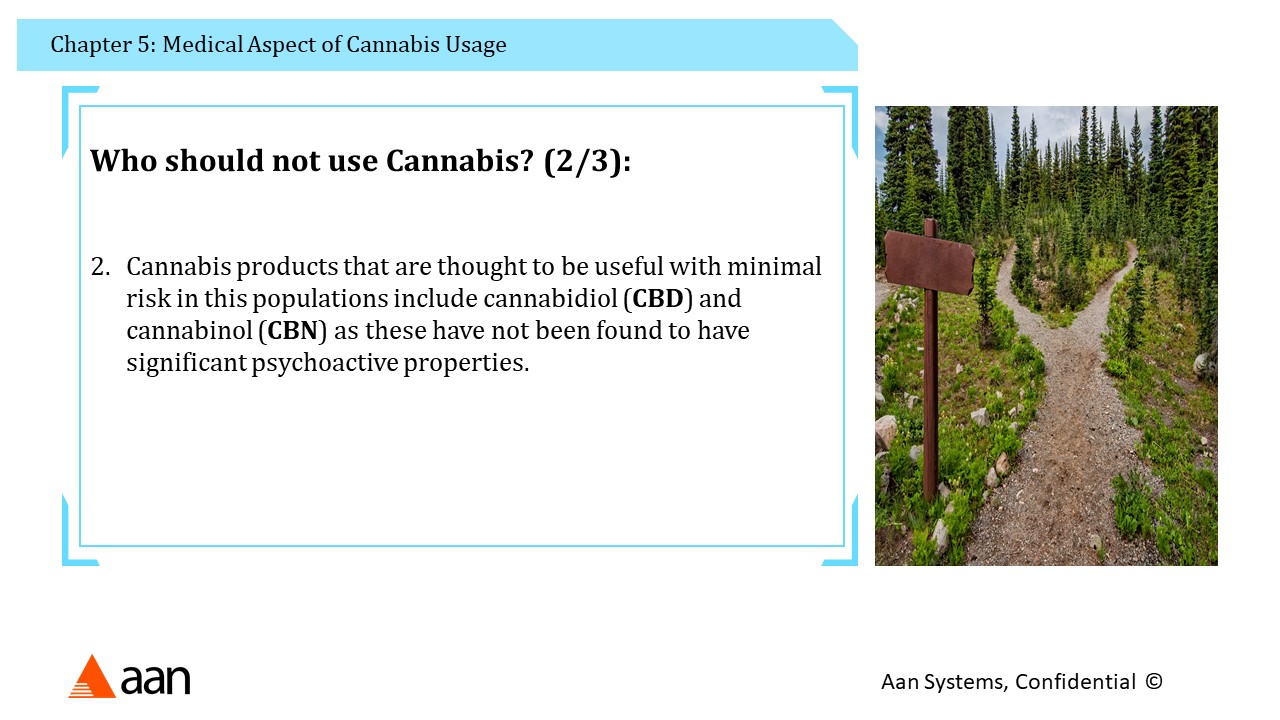 Chapter 5: Medical Aspect of Cannabis Usage
Who should not use Cannabis? (2/3):
2. Cannabis products that are thought to be useful with minimal
risk in this populations include cannabidiol (CBD) and
cannabinol (CBN) as these have not been found to have
significant psychoactive properties.
aan
Aan Systems, Confidential ©